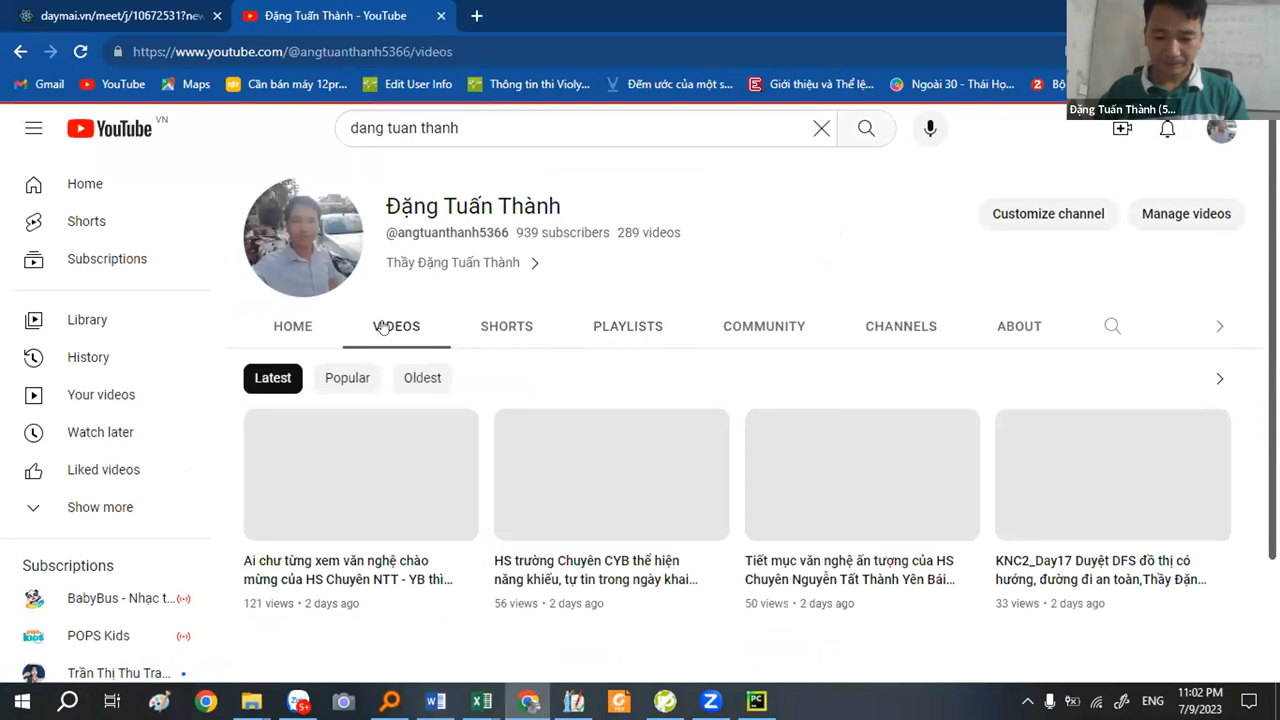 daymai.vn/meet/j/10672531?new
Đặng Tuấn Thành - YouTube
https://www.youtube.com/@angtuanthanh5366/videos
Gmail
YouTube
Maps
Cần bán máy 12pr...
Edit User Info
Thông tin thi Violy...
Đếm ước của một s...
Giới thiệu và Thể lệ...
Ngoài 30 - Thái Họ...
Bộ
Đặng Tuấn Thành (5...
YouTube VN
dang tuan thanh
Home
Shorts
Subscriptions
Library
History
Your videos
Watch later
Liked videos
Show more
Subscriptions
BabyBus - Nhạc t...
POPS Kids
Trần Thị Thu Tra...
Đặng Tuấn Thành
@angtuanthanh5366 939 subscribers 289 videos
Thầy Đặng Tuấn Thành
Customize channel
Manage videos
HOME
VIDEOS
SHORTS
PLAYLISTS
COMMUNITY
CHANNELS
ABOUT
Latest
Popular
Oldest
Ai chư từng xem văn nghệ chào
mừng của HS Chuyên NTT - YB thì...
121 views • 2 days ago
HS trường Chuyên CYB thể hiện
năng khiếu, tự tin trong ngày khai...
56 views • 2 days ago
Tiết mục văn nghệ ấn tượng của HS
Chuyên Nguyễn Tất Thành Yên Bái...
50 views • 2 days ago
KNC2_Day17 Duyệt DFS đồ thị có
hướng, đường đi an toàn,Thầy Đặn...
33 views • 2 days ago
5+
ENG
11:02 PM
7/9/2023